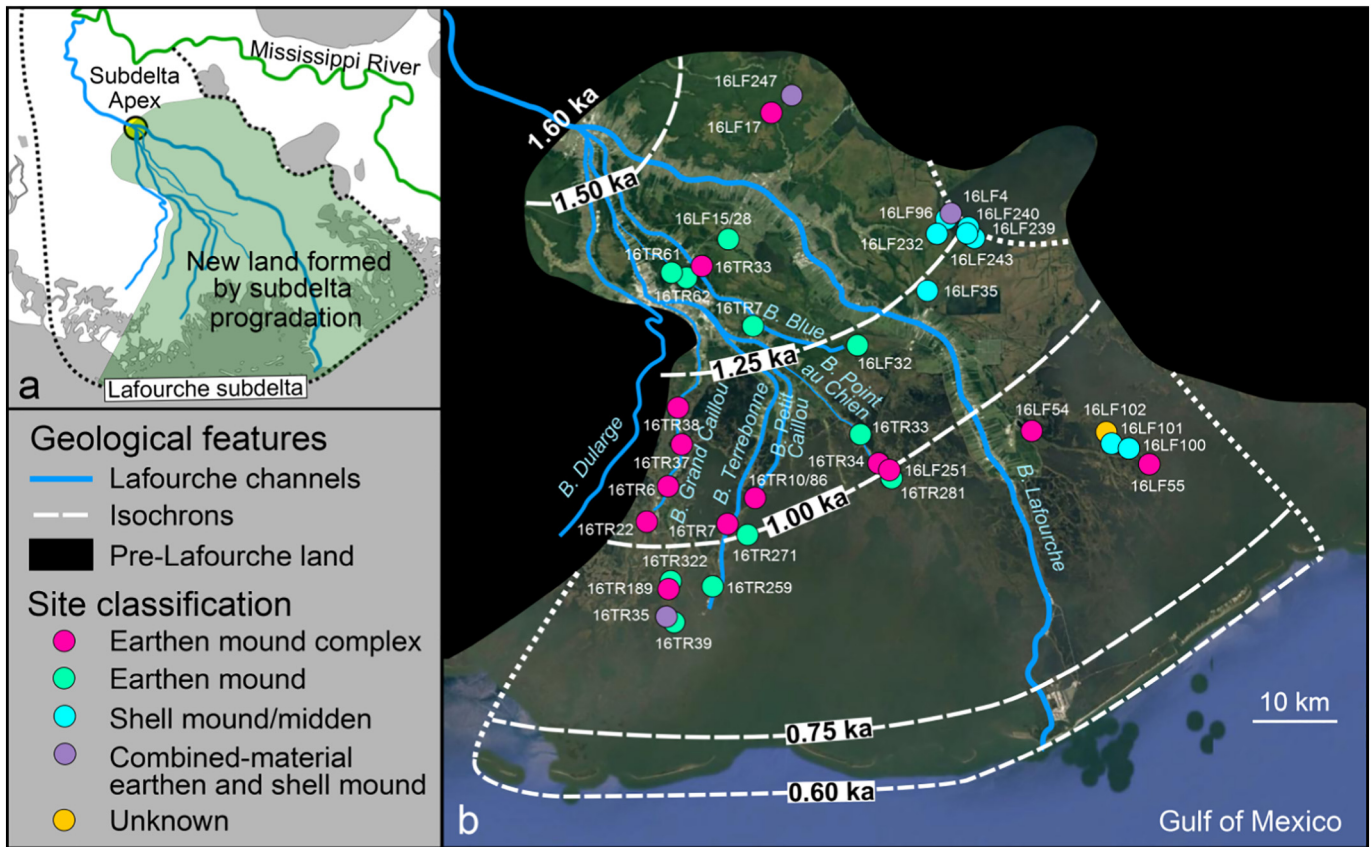 Mississippi River
Subdelta
Apex
New land formed
by subdelta
progradation
Lafourche subdelta
a
Geological features
Lafourche channels
Isochrons
Pre-Lafourche land
Site classification
Earthen mound complex
Earthen mound
Shell mound/midden
Combined-material
earthen and shell mound
Unknown
1.60 ka
16LF247
16LF17
1.50 ka
16LF15/28
16LF4
16LF96
16LF240
16LF239
16LF232
16LF243
16TR61
16TR33
16TR62
16LF35
16TR7
B. Blue
16LF32
1.25 ka
B. Point
au Chien
16TR38
B. Grand Caillou
B. Terrebonne
B. Petit
Caillou
16TR33
16LF54
16LF102
16LF101
16LF100
16LF55
B. Dularge
16TR37
16TR34
16LF251
16TR281
16TR6
16TR10/86
1.00 ka
B. Lafourche
16TR22
16TR7
16TR271
16TR322
16TR189
16TR259
16TR35
16TR39
10 km
0.75 ka
0.60 ka
b
Gulf of Mexico